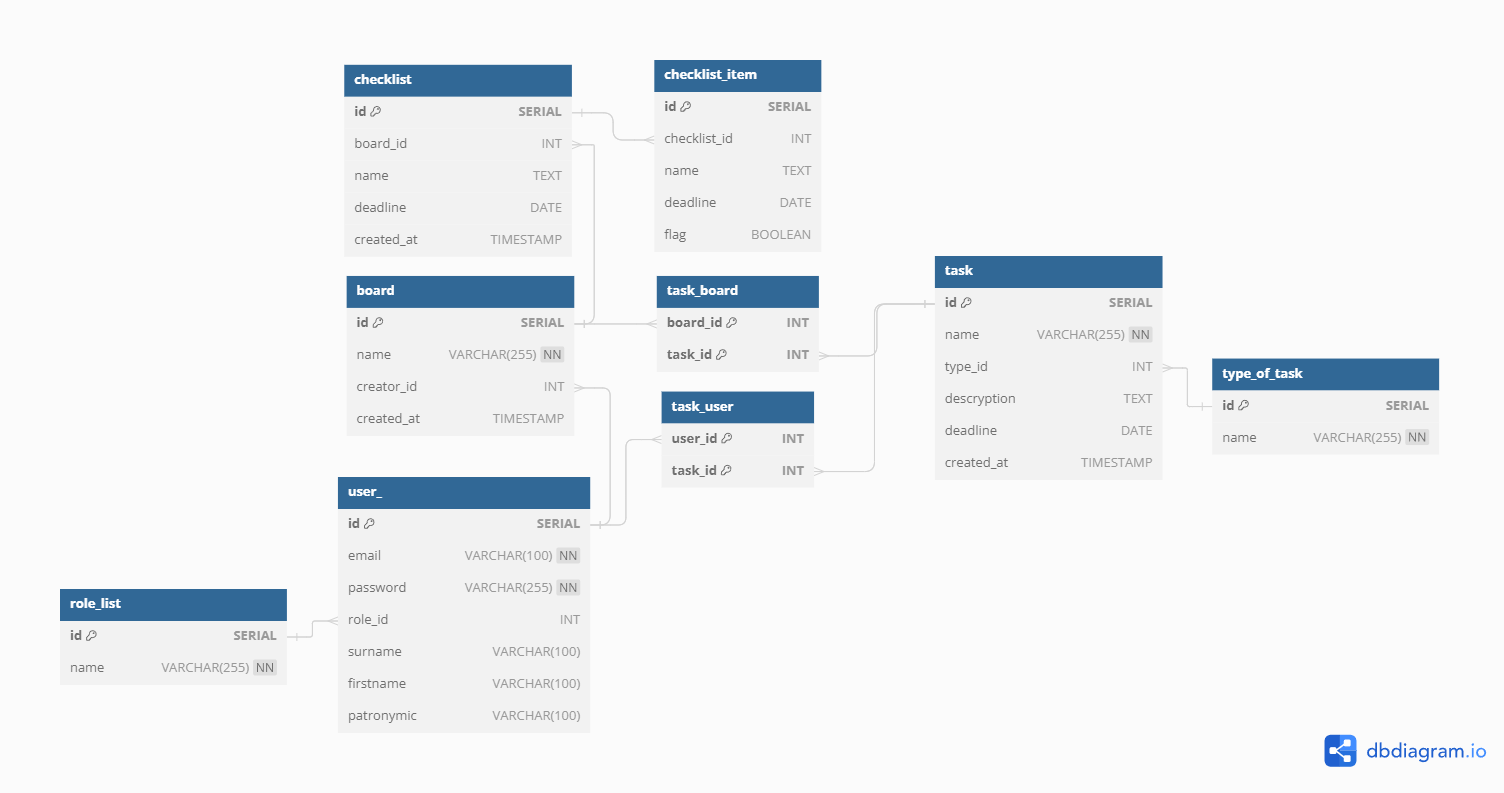 checklist
id SERIAL
board_id INT
name TEXT
deadline DATE
created_at TIMESTAMP
checklist_item
id SERIAL
checklist_id INT
name TEXT
deadline DATE
flag BOOLEAN
board
id SERIAL
name VARCHAR(255) NN
creator_id INT
created_at TIMESTAMP
task_board
board_id INT
task_id INT
task_user
user_id INT
task_id INT
task
id SERIAL
name VARCHAR(255) NN
type_id INT
descryption TEXT
deadline DATE
created_at TIMESTAMP
type_of_task
id SERIAL
name VARCHAR(255) NN
user_
id SERIAL
email VARCHAR(100) NN
password VARCHAR(255) NN
role_id INT
surname VARCHAR(100)
firstname VARCHAR(100)
patronymic VARCHAR(100)
role_list
id SERIAL
name VARCHAR(255) NN
dbdiagram.io